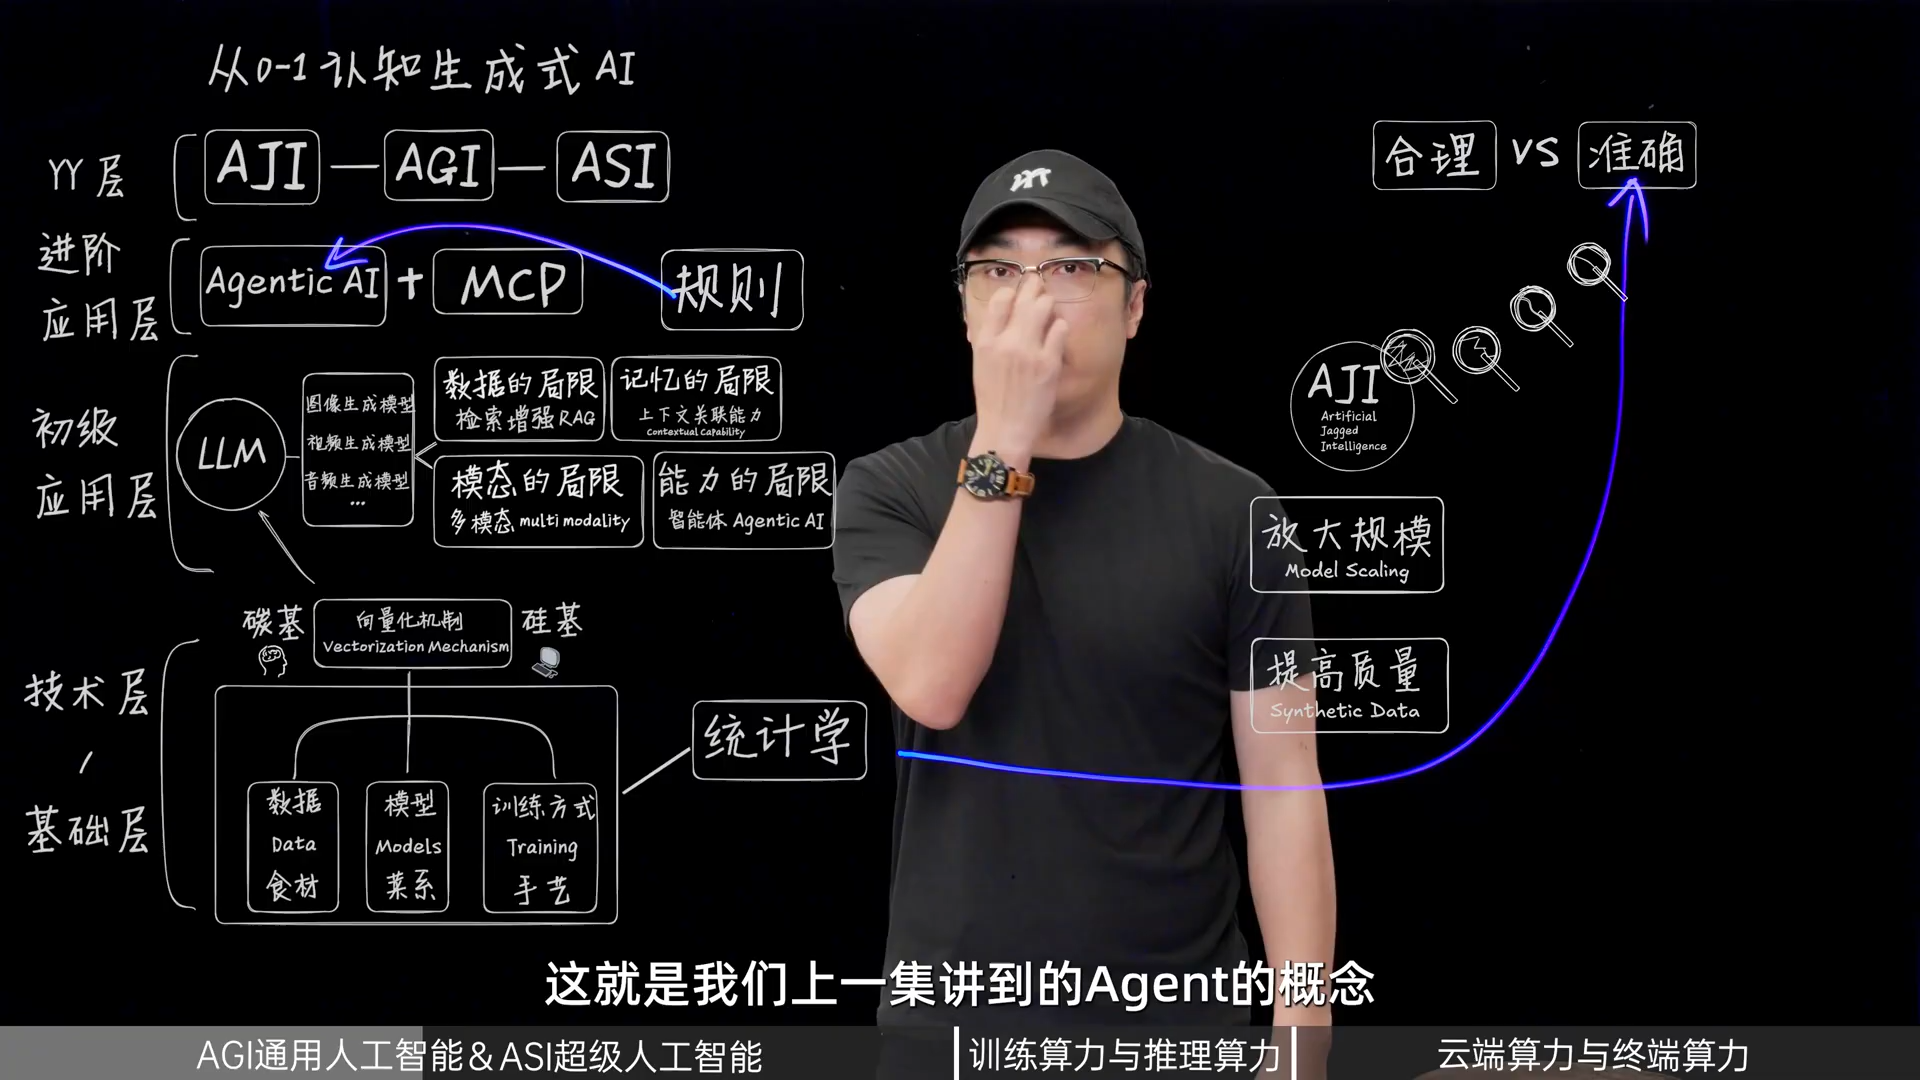 从0-1认知生成式AI
YY层
AJI — AGI — ASI
合理 VS 准确
进阶
应用层
Agentic AI + MCP
规则
初级
应用层
LLM
图像生成模型
视频生成模型
音频生成模型
...
数据的局限
检索增强RAG
记忆的局限
上下文关联能力
Contextual Capability
模态的局限
多模态 multi modality
能力的局限
智能体 Agentic AI
AJI
Artificial
Jagged
Intelligence
放大规模
Model Scaling
提高质量
Synthetic Data
技术层
/
基础层
碳基
向量化机制
Vectorization Mechanism
硅基
统计学
数据
Data
食材
模型
Models
菜系
训练方式
Training
手艺
这就是我们上一集讲到的Agent的概念
AGI通用人工智能&ASI超级人工智能
训练算力与推理算力
云端算力与终端算力